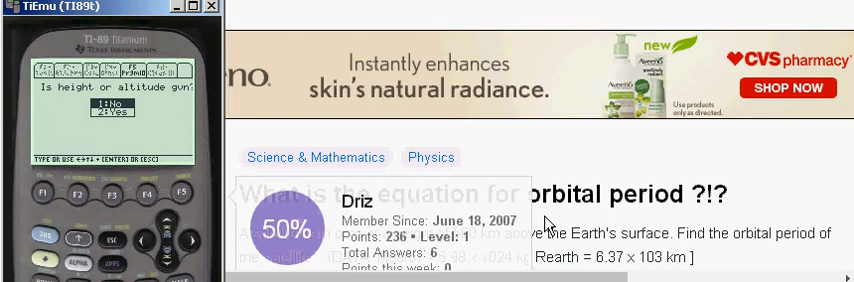 TiEmu (TI89t)
TI-89 Titanium
TEXAS INSTRUMENTS
Is height or altitude gvn?
1:No
2:Yes
TYPE OR USE ←→↑↓ + [ENTER] OR [ESC]
F1 F2 F3 F4 F5
2nd ESC
ALPHA APPS
no.
Instantly enhances
skin's natural radiance.
new
Aveeno
Use products
only as directed.
CVS pharmacy
SHOP NOW
Science & Mathematics Physics
What is the equation for orbital period ?!?
50%
Driz
Member Since: June 18, 2007
Points: 236 • Level: 1
Total Answers: 6
Points this week: 0
km above the Earth's surface. Find the orbital period of
the Rearth = 6.37 x 103 km ]